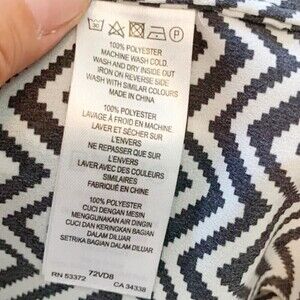 30
P
100% POLYESTER
MACHINE WASH COLD.
WASH AND DRY INSIDE OUT
IRON ON REVERSE SIDE
WASH WITH SIMILAR COLOURS
MADE IN CHINA
100% POLYESTER
LAVAGE À FROID EN MACHINE.
LAVER ET SÉCHER SUR
L'ENVERS
NE REPASSER QUE SUR
L'ENVERS
LAVER AVEC DES COULEURS
SIMILAIRES
FABRIQUÉ EN CHINE
100% POLYESTER
CUCI DENGAN MESIN
MENGGUNAKAN AIR DINGIN
CUCI DAN KERINGKAN BAGIAN
DALAM DILUAR
SETRIKA BAGIAN DALAM DILUAR
72VD8
RN 53372 CA 34338